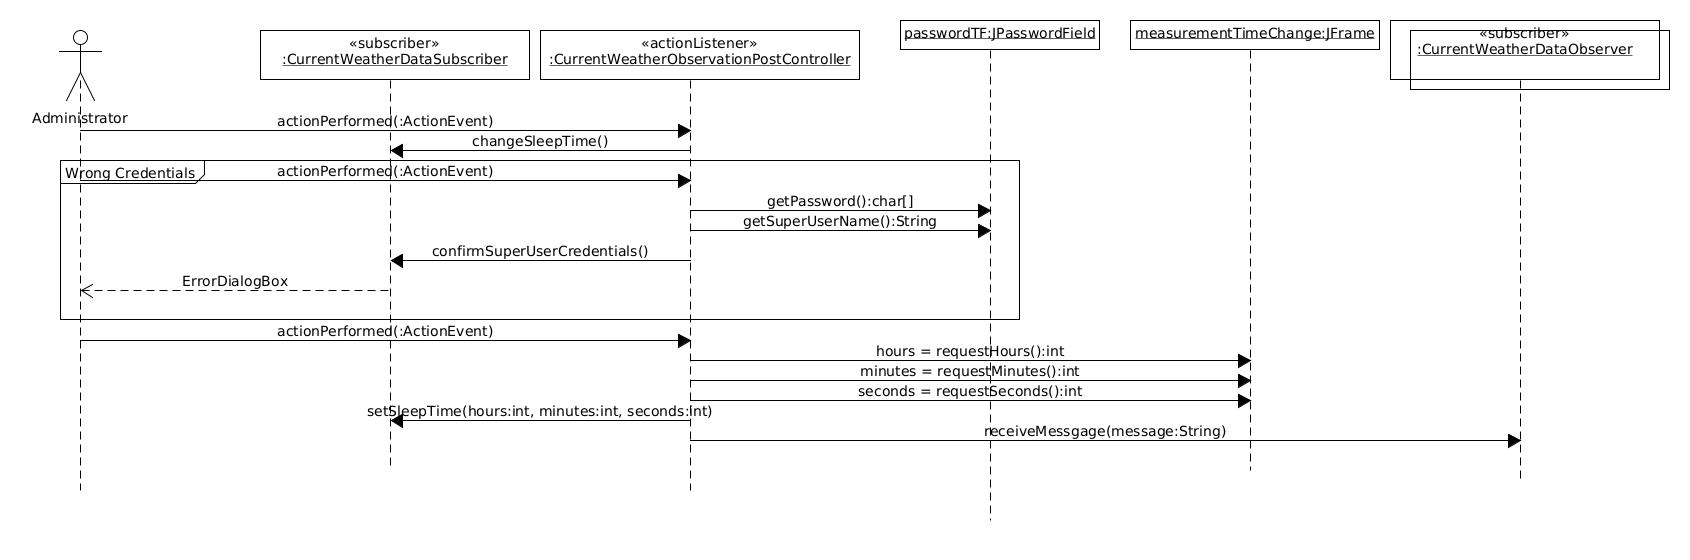 «subscriber»
:CurrentWeatherDataSubscriber
«actionListener»
:CurrentWeatherObservationPostController
passwordTF:JPasswordField
measurementTimeChange:JFrame
«subscriber»
:CurrentWeatherDataObserver
Administrator
actionPerformed(:ActionEvent)
changeSleepTime()
Wrong Credentials
actionPerformed(:ActionEvent)
getPassword():char[]
getSuperUserName():String
confirmSuperUserCredentials()
ErrorDialogBox
actionPerformed(:ActionEvent)
hours = requestHours():int
minutes = requestMinutes():int
seconds = requestSeconds():int
setSleepTime(hours:int, minutes:int, seconds:int)
receiveMessgage(message:String)